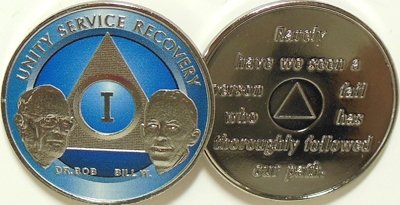 UNITY SERVICE RECOVERY
I
DR. BOB BILL W.
Rarely
have we seen a
person fail
who has
thoroughly followed
our path